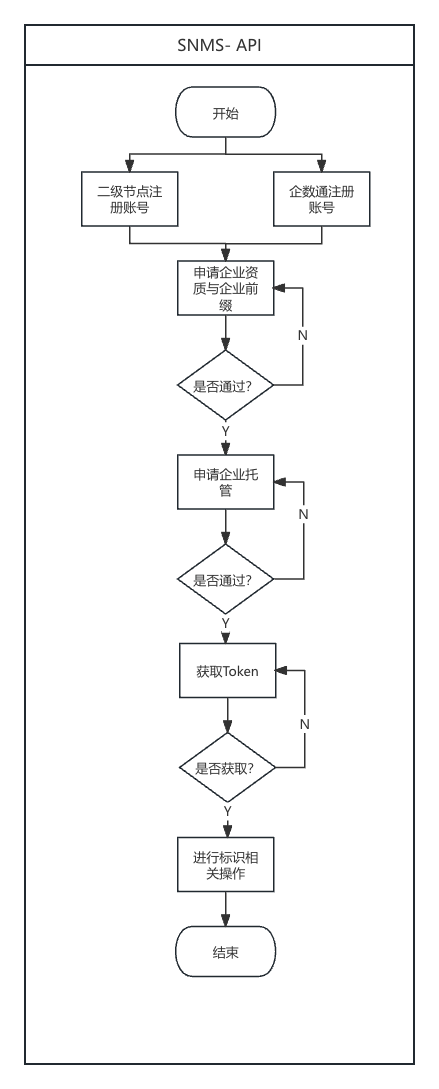 SNMS- API
开始
二级节点注
册账号
企数通注册
账号
申请企业资
质与企业前
缀
N
是否通过?
Y
申请企业托
管
N
是否通过?
Y
获取Token
N
是否获取?
Y
进行标识相
关操作
结束